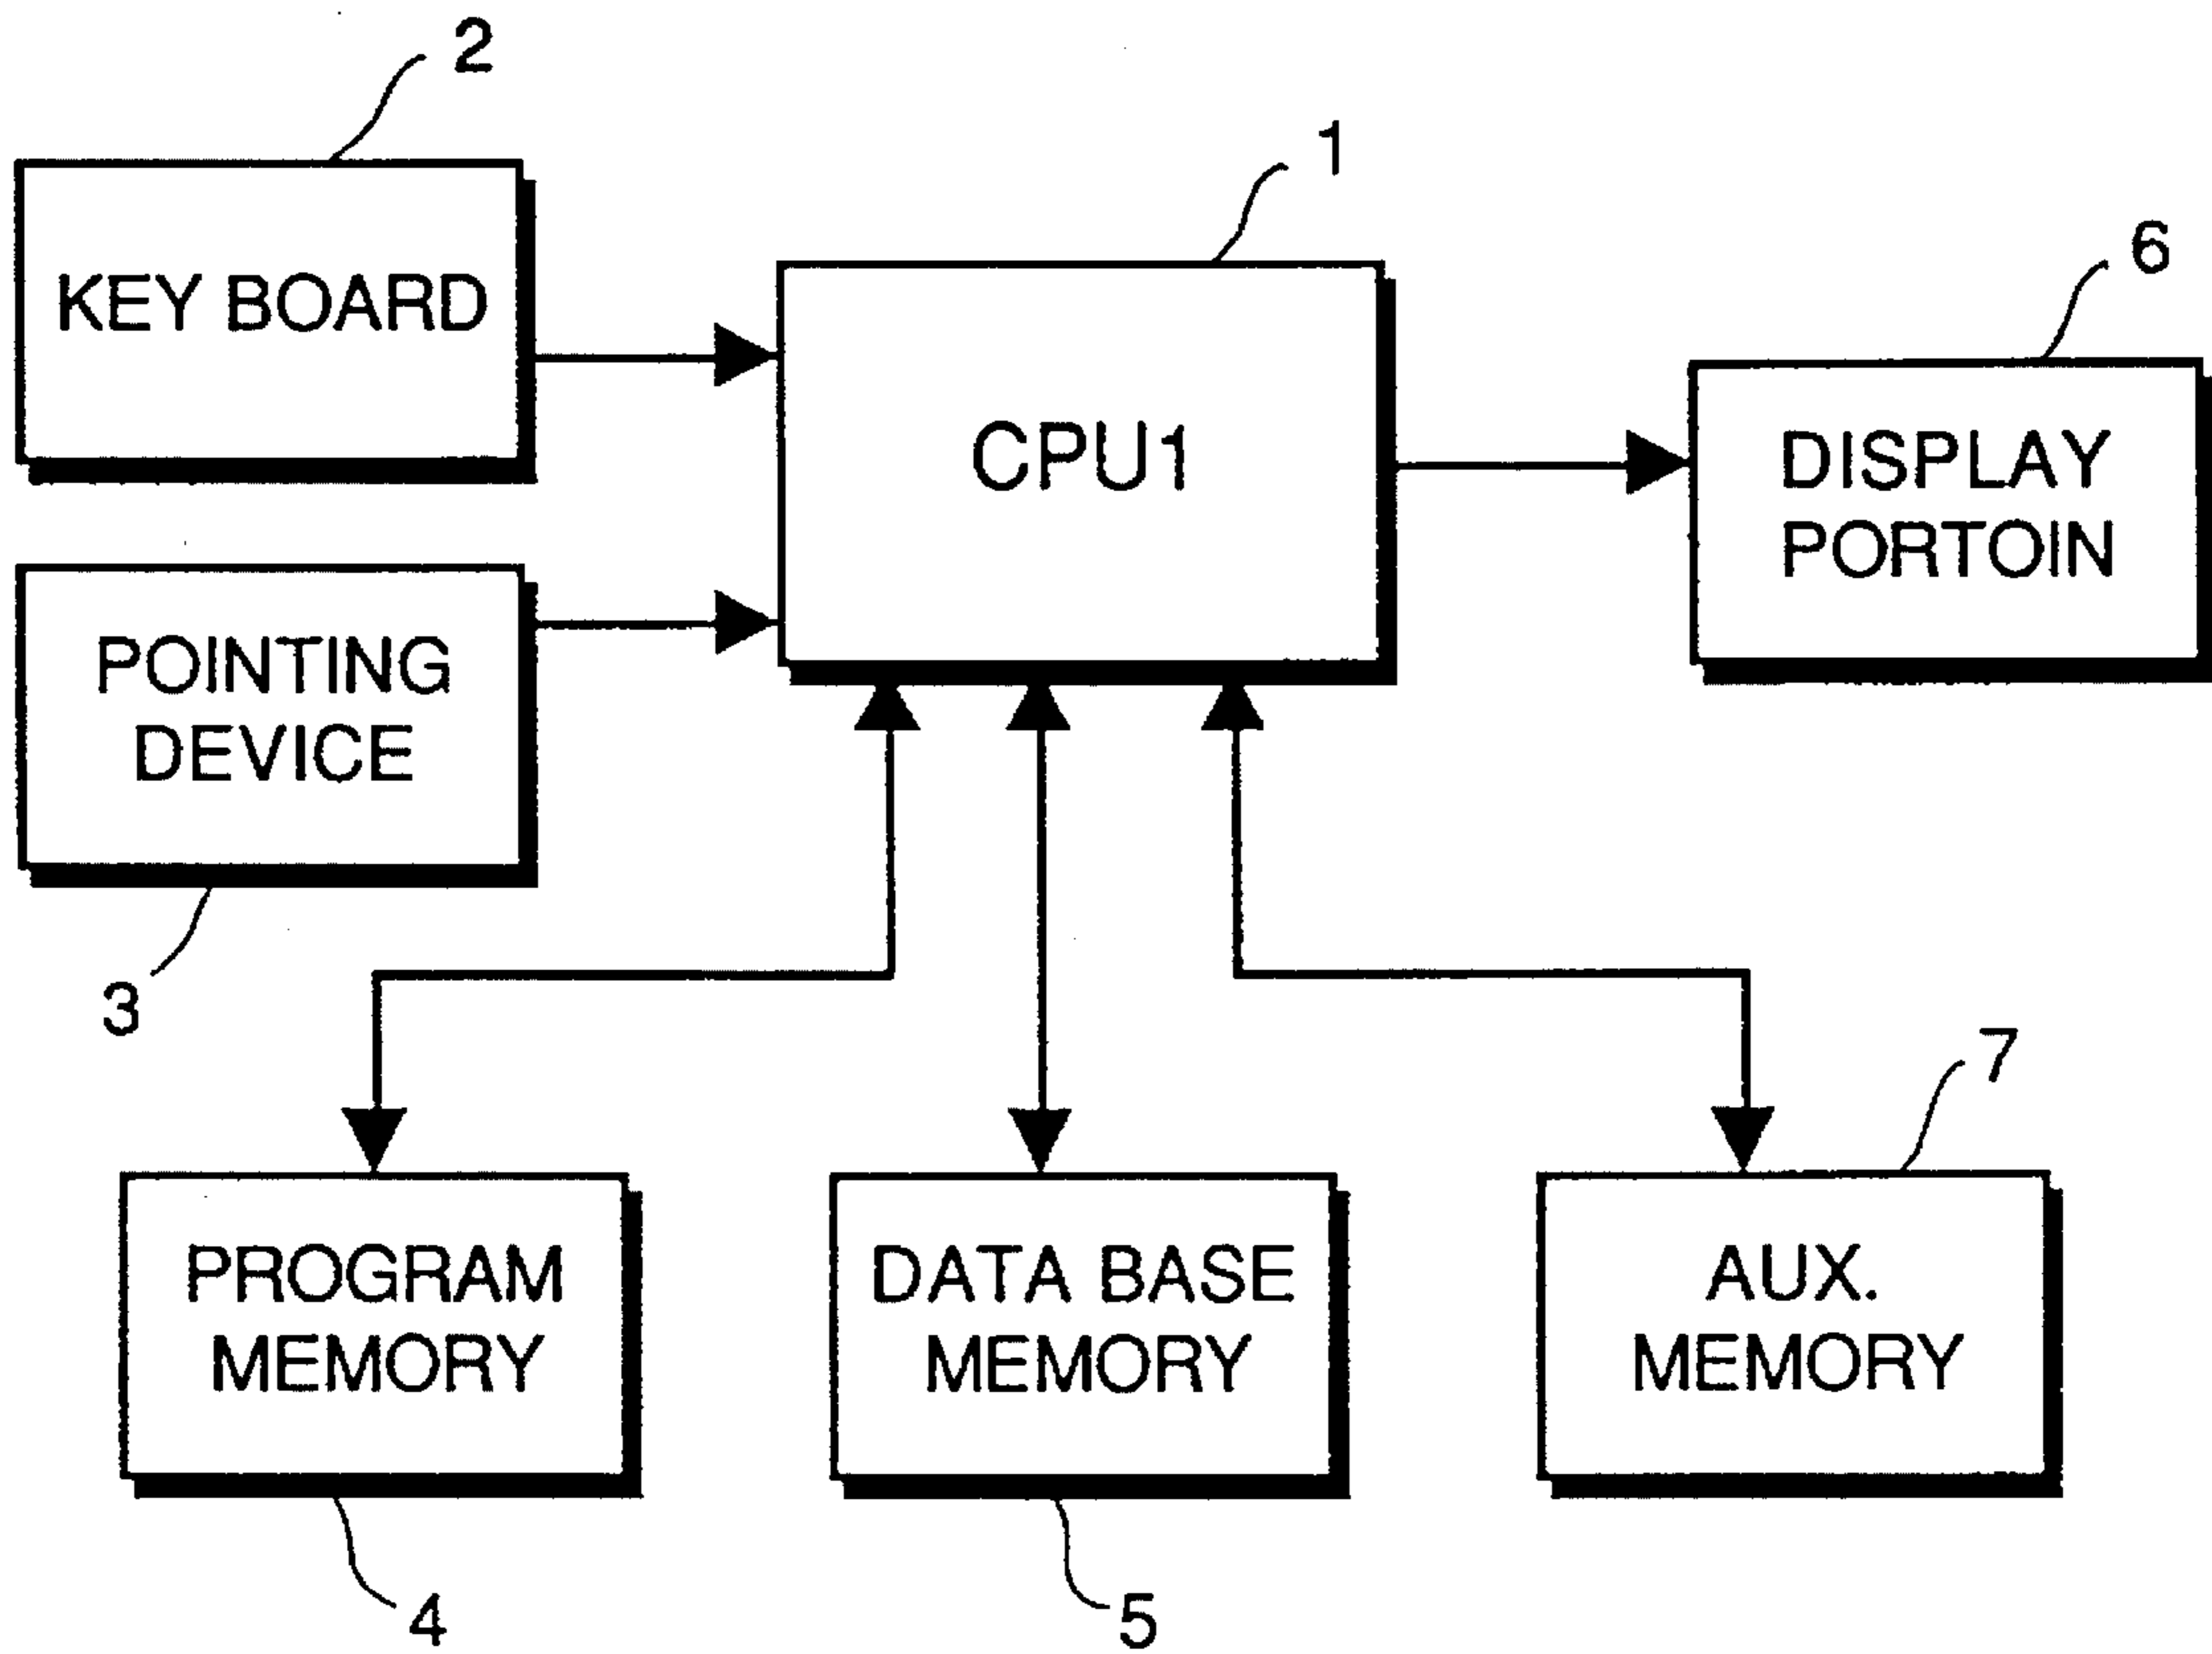 2
KEY BOARD
1
CPU1
6
DISPLAY
PORTOIN
POINTING
DEVICE
3
7
PROGRAM
MEMORY
4
DATA BASE
MEMORY
5
AUX.
MEMORY